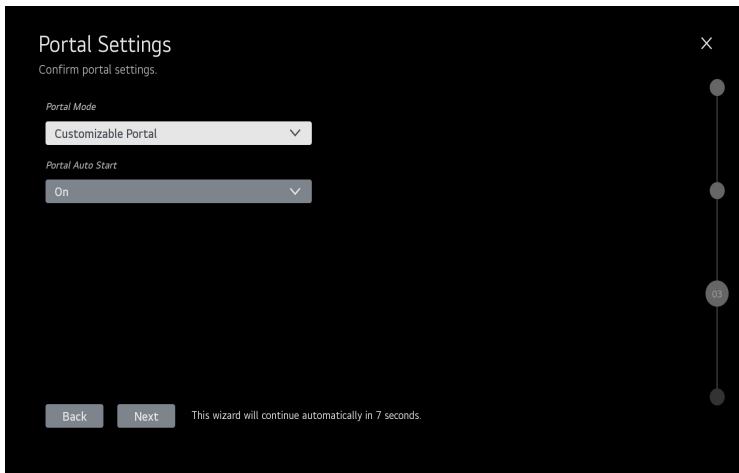 Portal Settings
Confirm portal settings.
Portal Mode
Customizable Portal
Portal Auto Start
On
03
Back Next This wizard will continue automatically in 7 seconds.